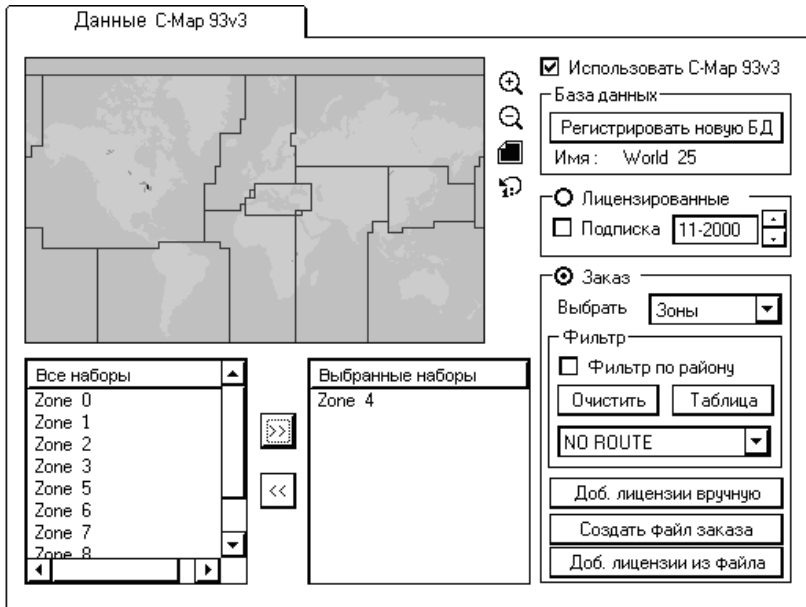 Данные C-Map 93v3
Использовать C-Map 93v3
База данных
Регистрировать новую БД
Имя: World 25
Лицензированные
Подписка 11-2000
Заказ
Выбрать Зоны
Фильтр
Фильтр по району
Очистить Таблица
NO ROUTE
Доб. лицензии вручную
Создать файл заказа
Доб. лицензии из файла
Все наборы
Zone 0
Zone 1
Zone 2
Zone 3
Zone 5
Zone 6
Zone 7
Zone 8
>>
<<
Выбранные наборы
Zone 4